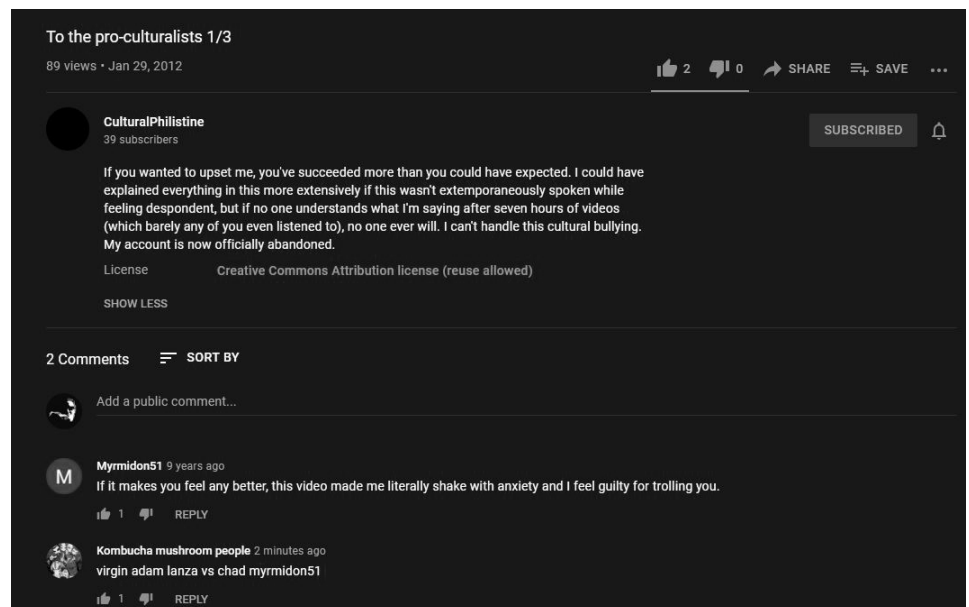 To the pro-culturalists 1/3
89 views • Jan 29, 2012
2 0 SHARE SAVE
CulturalPhilistine
39 subscribers
SUBSCRIBED
If you wanted to upset me, you've succeeded more than you could have expected. I could have
explained everything in this more extensively if this wasn't extemporaneously spoken while
feeling despondent, but if no one understands what I'm saying after seven hours of videos
(which barely any of you even listened to), no one ever will. I can't handle this cultural bullying.
My account is now officially abandoned.
License Creative Commons Attribution license (reuse allowed)
SHOW LESS
2 Comments SORT BY
Add a public comment...
M
Myrmidon51 9 years ago
If it makes you feel any better, this video made me literally shake with anxiety and I feel guilty for trolling you.
1 REPLY
Kombucha mushroom people 2 minutes ago
virgin adam lanza vs chad myrmidon51
1 REPLY